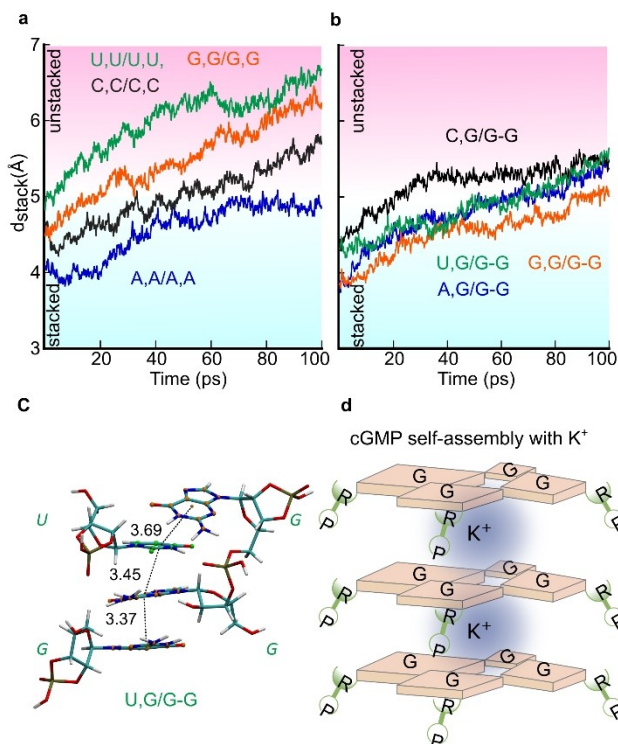 a
b
7
6
5
4
3
dstack(Å)
unstacked
stacked
U,U/U,U,
G,G/G,G
C,C/C,C
A,A/A,A
20
40
60
80
100
Time (ps)
unstacked
stacked
C,G/G-G
U,G/G-G
G,G/G-G
A,G/G-G
20
40
60
80
100
Time (ps)
C
d
U
G
3.69
3.45
3.37
G
G
U,G/G-G
cGMP self-assembly with K+
G
G
G
G
R
P
R
P
R
P
K+
G
G
G
G
R
P
R
P
R
P
K+
G
G
G
G
R
P
R
P
R
P